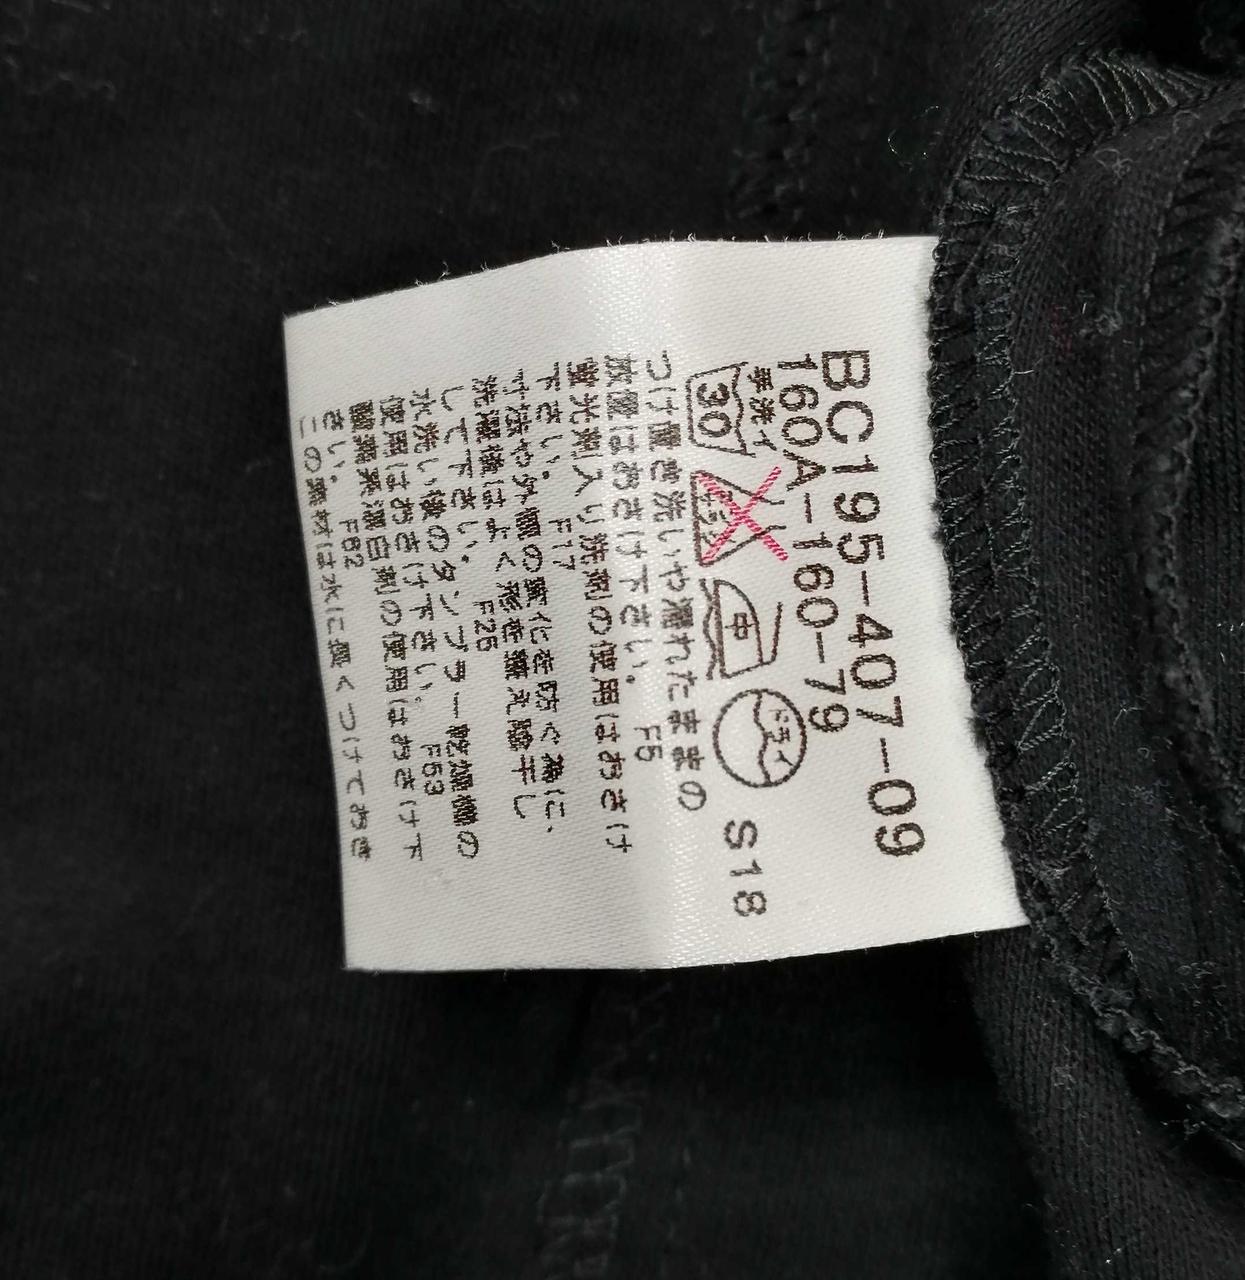 BC195-407-09
160A-160-79
手洗イ 30 エンソサラシ 中 ドライ S18
つけ置き洗いや濡れたままの
放置はおさけ下さい。 F5
蛍光剤入り洗剤の使用はおさけ
下さい。 F17
寸法や外観の変化を防ぐ為に、
洗濯後はよく形を整え陰干し
して下さい。 F25
水洗い後のタンブラー乾燥機の
使用はおさけ下さい。 F53
酸素系漂白剤の使用はおさけ下
さい。 F62
この素材は水に長くつけておき